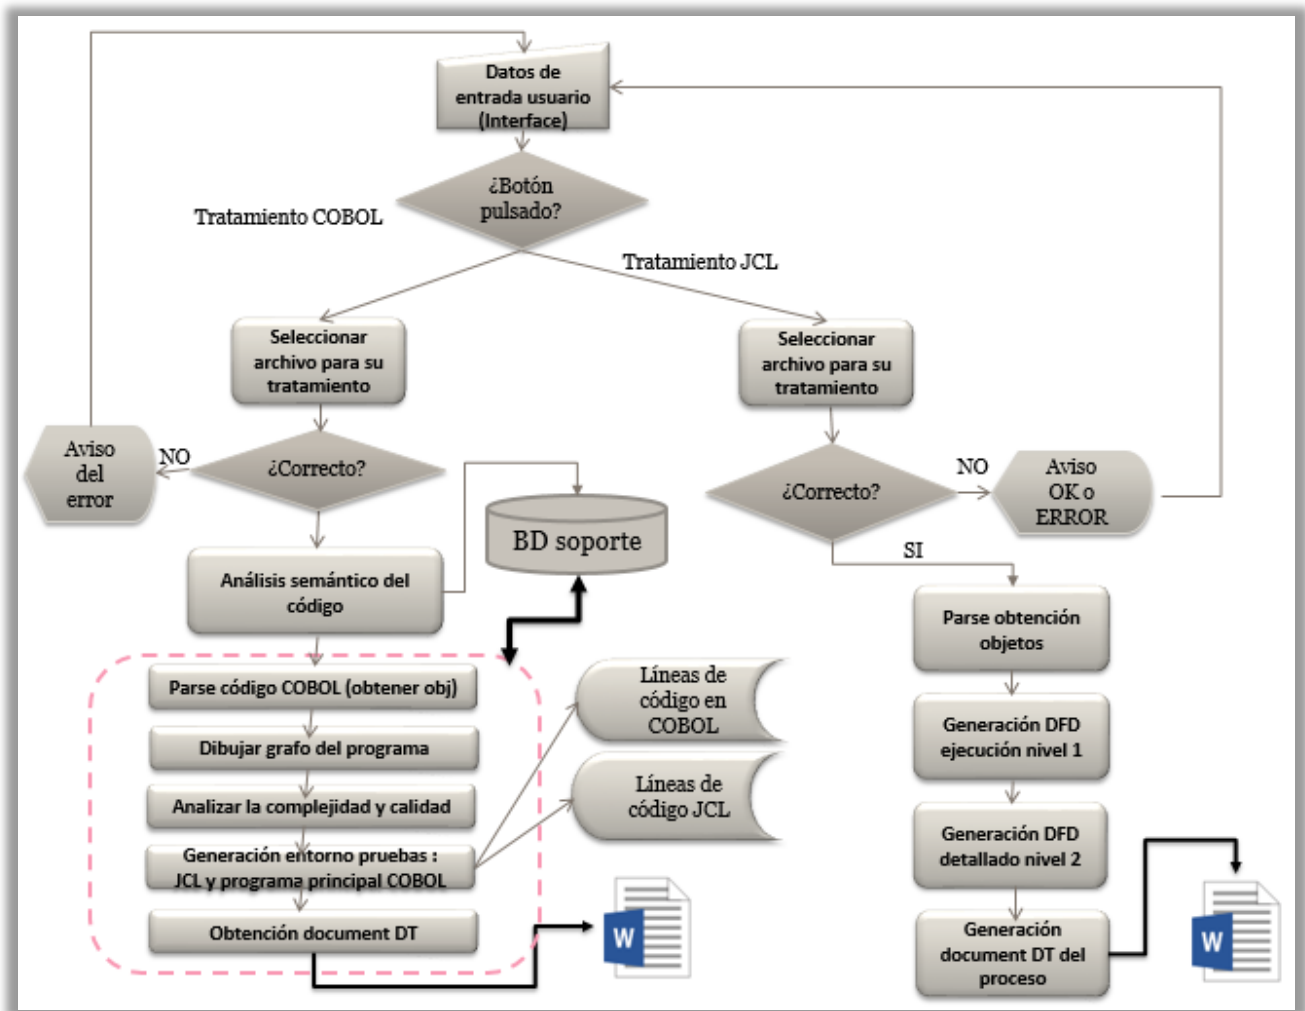 Datos de
entrada usuario
(Interface)
¿Botón
pulsado?
Tratamiento COBOL
Tratamiento JCL
Seleccionar
archivo para su
tratamiento
Seleccionar
archivo para su
tratamiento
Aviso
del
error
NO
¿Correcto?
¿Correcto?
NO
Aviso
OK o
ERROR
BD soporte
SI
Análisis semántico del
código
Parse obtención
objetos
Parse código COBOL (obtener obj)
Líneas de
código en
COBOL
Dibujar grafo del programa
Generación DFD
ejecución nivel 1
Analizar la complejidad y calidad
Líneas de
código JCL
Generación entorno pruebas :
JCL y programa principal COBOL
Generación DFD
detallado nivel 2
Obtención document DT
W
Generación
document DT del
proceso
W